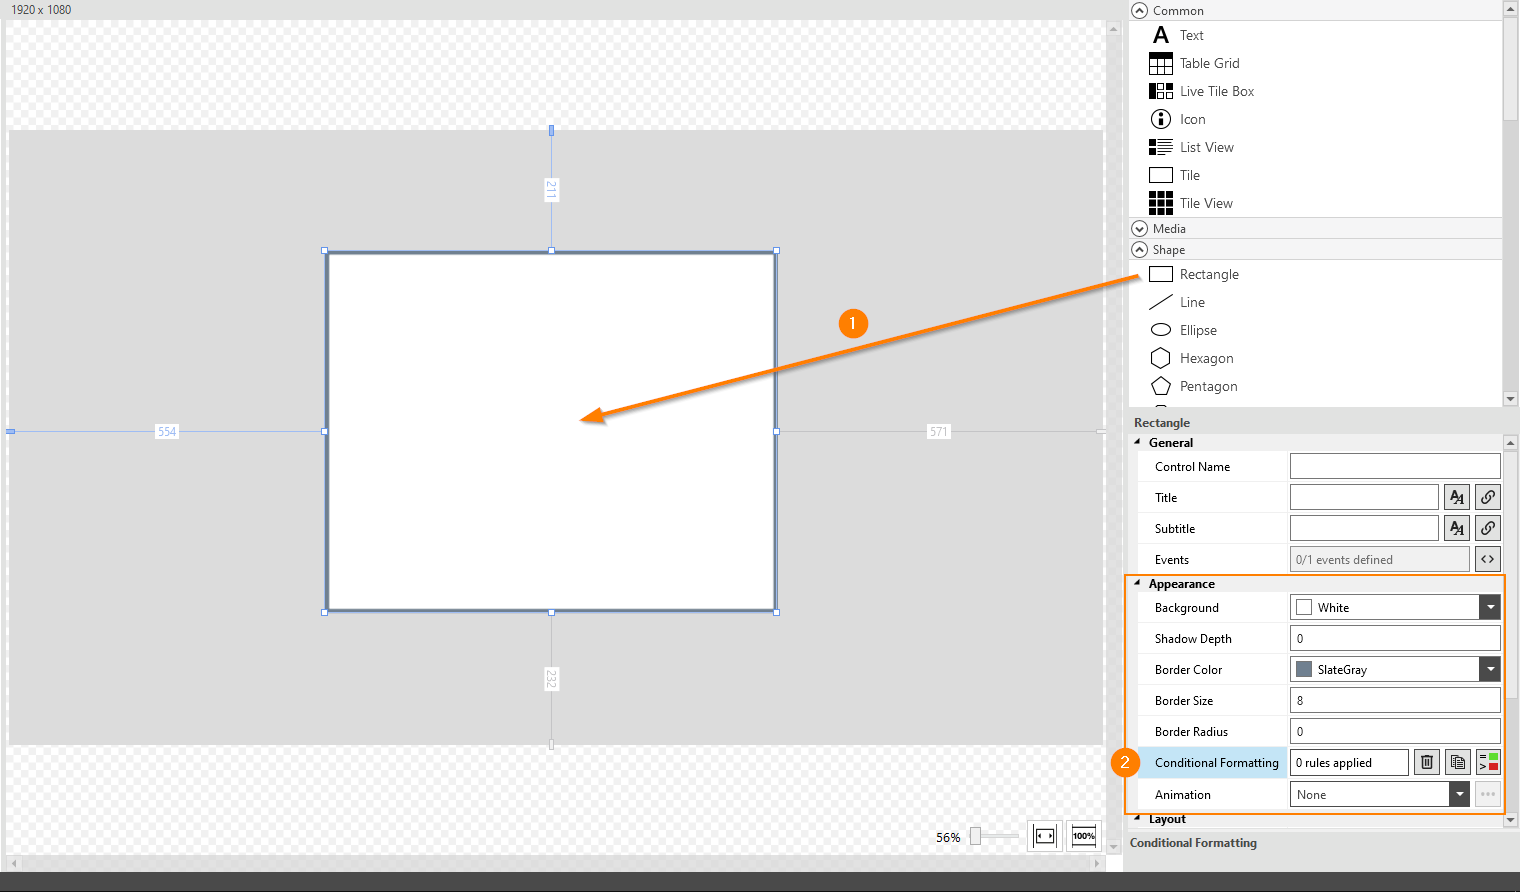 1920 x 1080
Common
A Text
Table Grid
Live Tile Box
Icon
List View
Tile
Tile View
Media
Shape
Rectangle
Line
Ellipse
Hexagon
Pentagon
211
1
554
571
232
56%
100%
Rectangle
General
Control Name
Title
AA
Subtitle
AA
Events 0/1 events defined <>
Appearance
Background White
Shadow Depth 0
Border Color SlateGray
Border Size 8
Border Radius 0
2 Conditional Formatting 0 rules applied
Animation None
Layout
Conditional Formatting